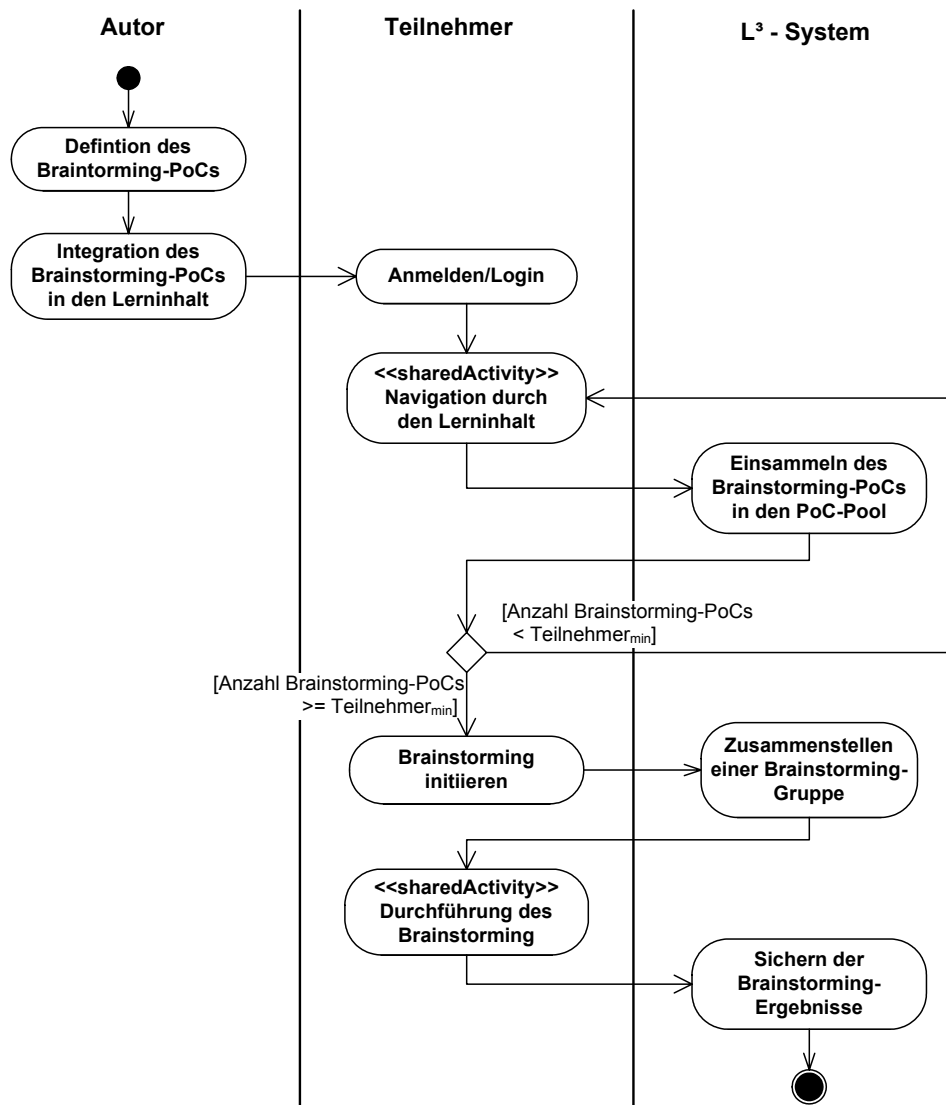 Autor
Teilnehmer
L³ - System
Defintion des
Braintorming-PoCs
Integration des
Brainstorming-PoCs
in den Lerninhalt
Anmelden/Login
<<sharedActivity>>
Navigation durch
den Lerninhalt
Einsammeln des
Brainstorming-PoCs
in den PoC-Pool
[Anzahl Brainstorming-PoCs
< Teilnehmermin]
[Anzahl Brainstorming-PoCs
>= Teilnehmermin]
Brainstorming
initiieren
Zusammenstellen
einer Brainstorming-
Gruppe
<<sharedActivity>>
Durchführung des
Brainstorming
Sichern der
Brainstorming-
Ergebnisse